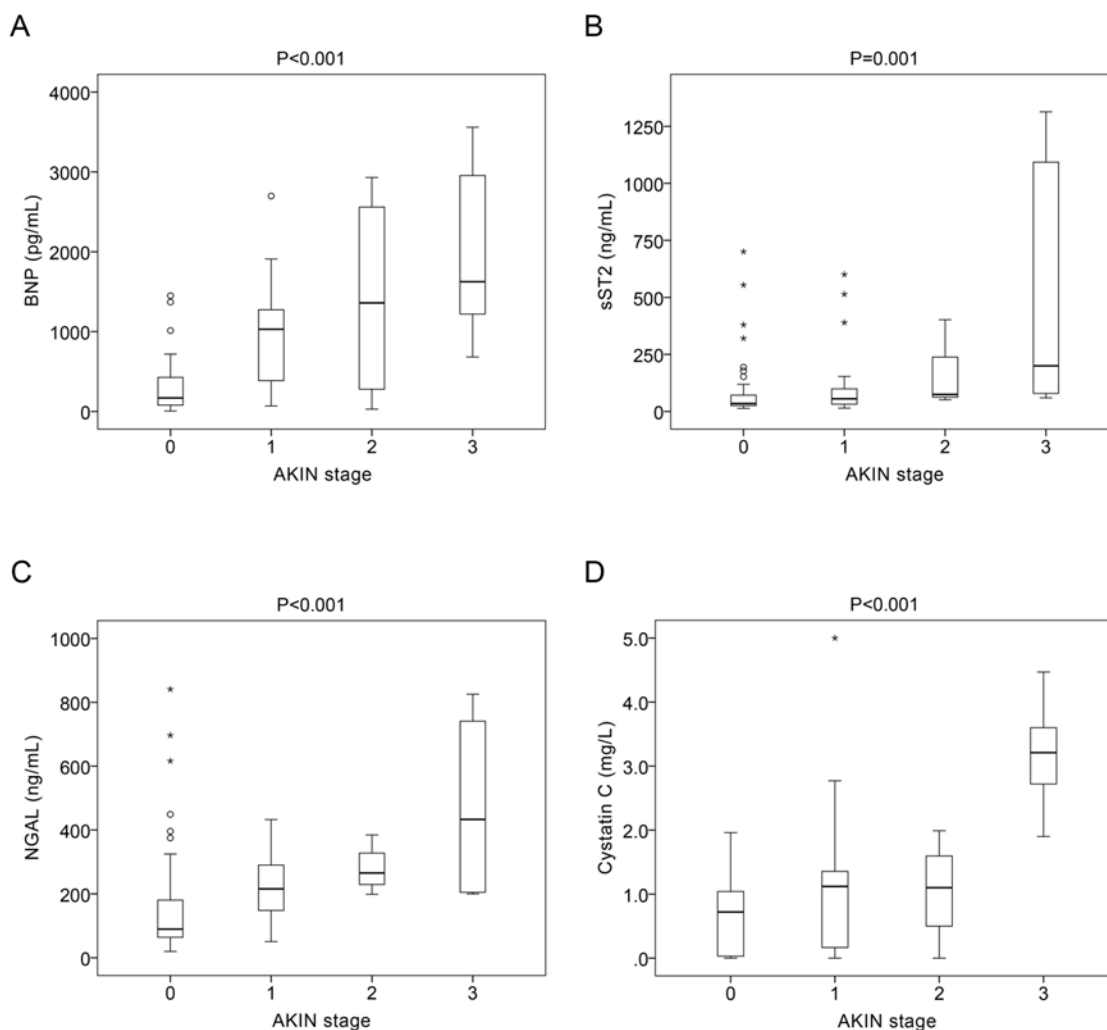 A
P<0.001
4000
3000
2000
1000
0
BNP (pg/mL)
0 1 2 3
AKIN stage
B
P=0.001
1250
1000
750
500
250
0
sST2 (ng/mL)
0 1 2 3
AKIN stage
C
P<0.001
1000
800
600
400
200
0
NGAL (ng/mL)
0 1 2 3
AKIN stage
D
P<0.001
5.0
4.0
3.0
2.0
1.0
.0
Cystatin C (mg/L)
0 1 2 3
AKIN stage